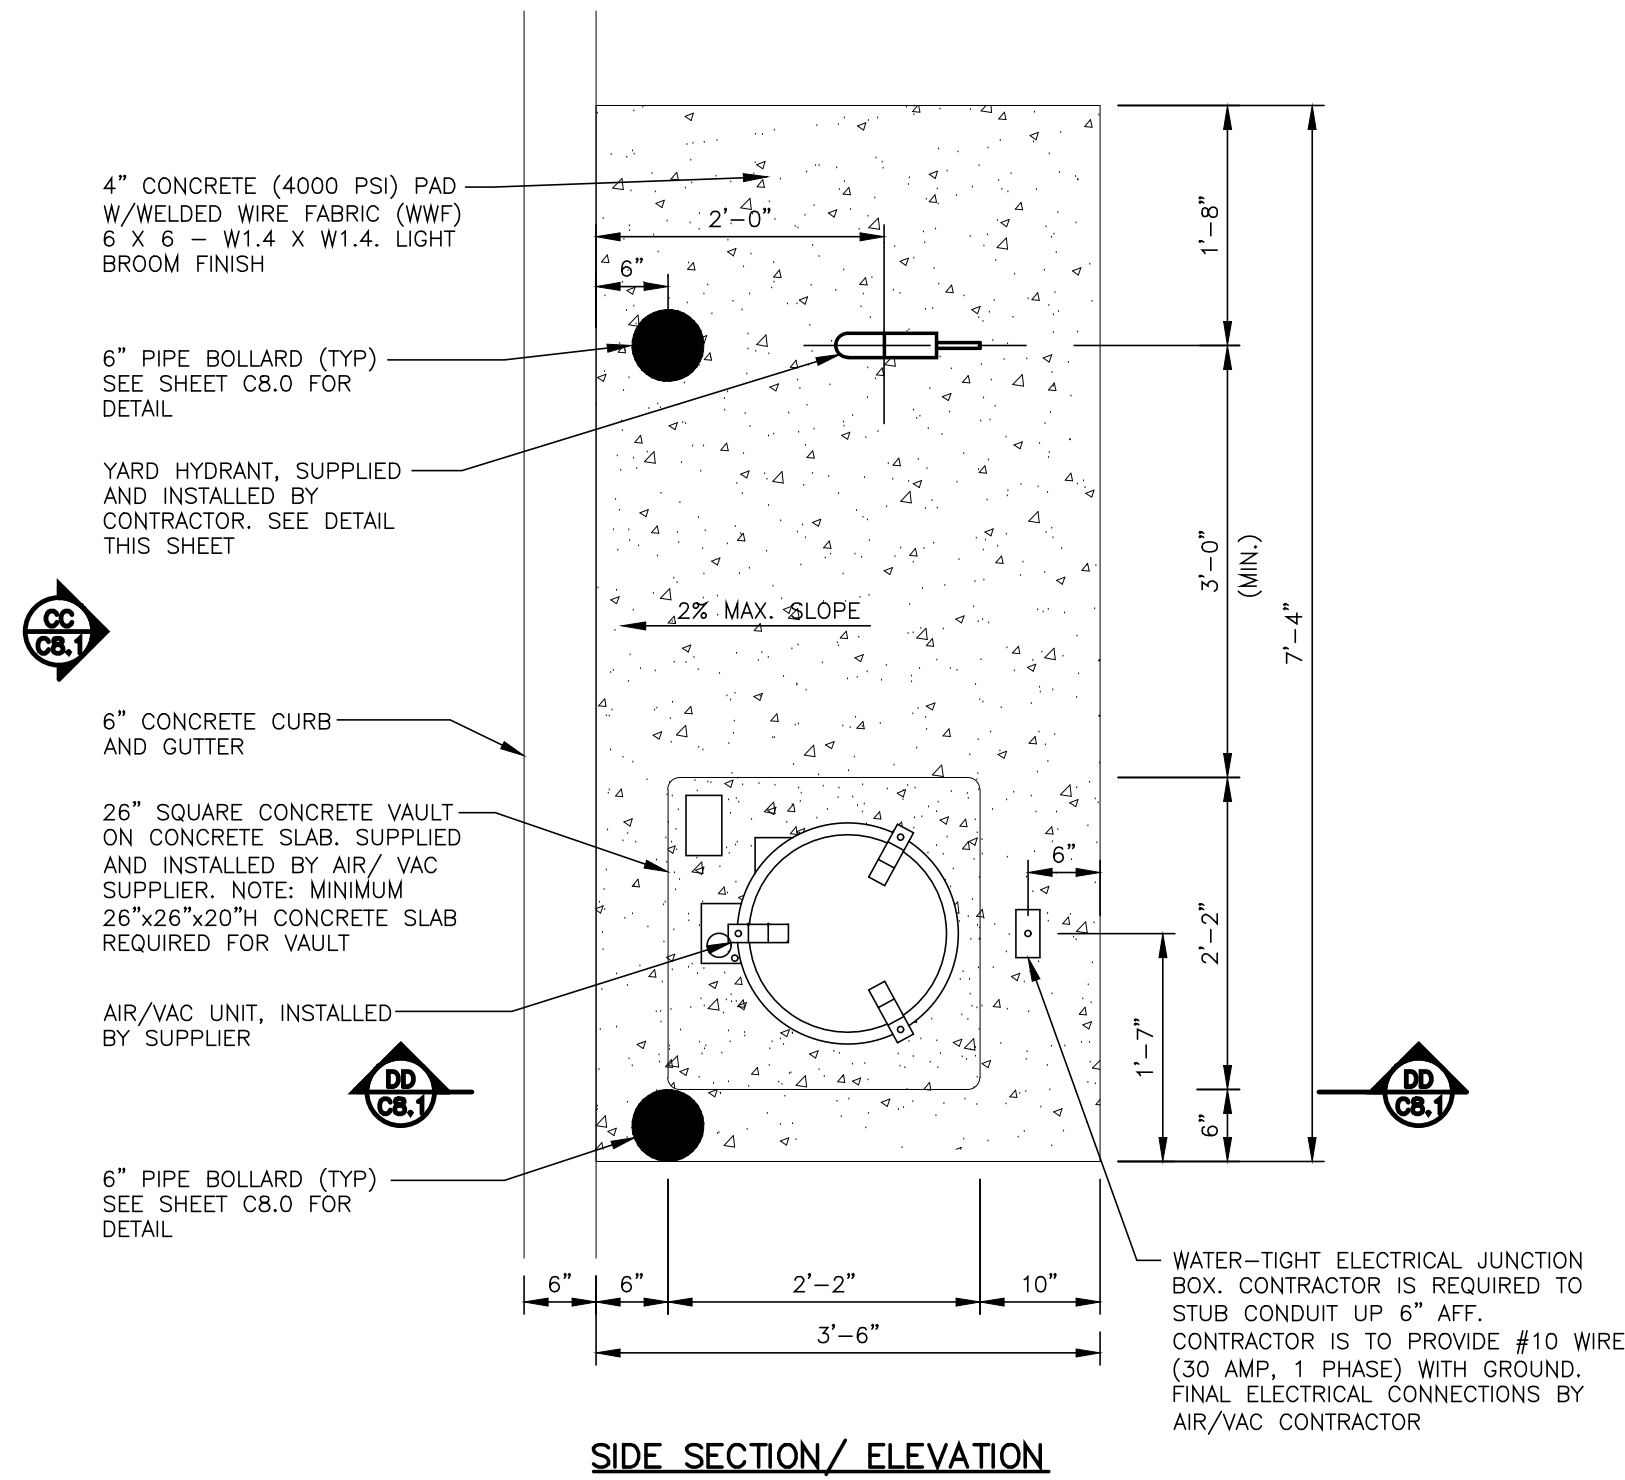 4” CONCRETE (4000 PSI) PAD
W/WELDED WIRE FABRIC (WWF)
6 X 6 – W1.4 X W1.4. LIGHT
BROOM FINISH
2’–0”
6”
1’–8”
6” PIPE BOLLARD (TYP)
SEE SHEET C8.0 FOR
DETAIL
YARD HYDRANT, SUPPLIED
AND INSTALLED BY
CONTRACTOR. SEE DETAIL
THIS SHEET
3’–0”
(MIN.)
7’–4”
2% MAX. SLOPE
CC
C8.1
6” CONCRETE CURB
AND GUTTER
26” SQUARE CONCRETE VAULT
ON CONCRETE SLAB. SUPPLIED
AND INSTALLED BY AIR/ VAC
SUPPLIER. NOTE: MINIMUM
26”x26”x20”H CONCRETE SLAB
REQUIRED FOR VAULT
6”
2’–2”
AIR/VAC UNIT, INSTALLED
BY SUPPLIER
1’–7”
DD
C8.1
DD
C8.1
6”
6” PIPE BOLLARD (TYP)
SEE SHEET C8.0 FOR
DETAIL
6”
6”
2’–2”
10”
3’–6”
WATER–TIGHT ELECTRICAL JUNCTION
BOX. CONTRACTOR IS REQUIRED TO
STUB CONDUIT UP 6” AFF.
CONTRACTOR IS TO PROVIDE #10 WIRE
(30 AMP, 1 PHASE) WITH GROUND.
FINAL ELECTRICAL CONNECTIONS BY
AIR/VAC CONTRACTOR
SIDE SECTION/ ELEVATION